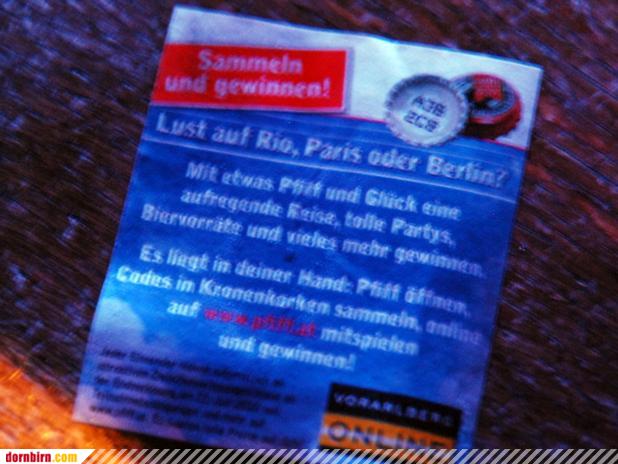 Sammeln
und gewinnen!
A3B
2C8
Lust auf Rio, Paris oder Berlin?
Mit etwas Pfiff und Glück eine
aufregende Reise, tolle Partys,
Biervorräte und vieles mehr gewinnen.
Es liegt in deiner Hand: Pfiff öffnen,
Codes in Kronenkorken sammeln, online
auf www.pfiff.at mitspielen
und gewinnen!
VORARLBERG
ONLINE
dornbirn.com